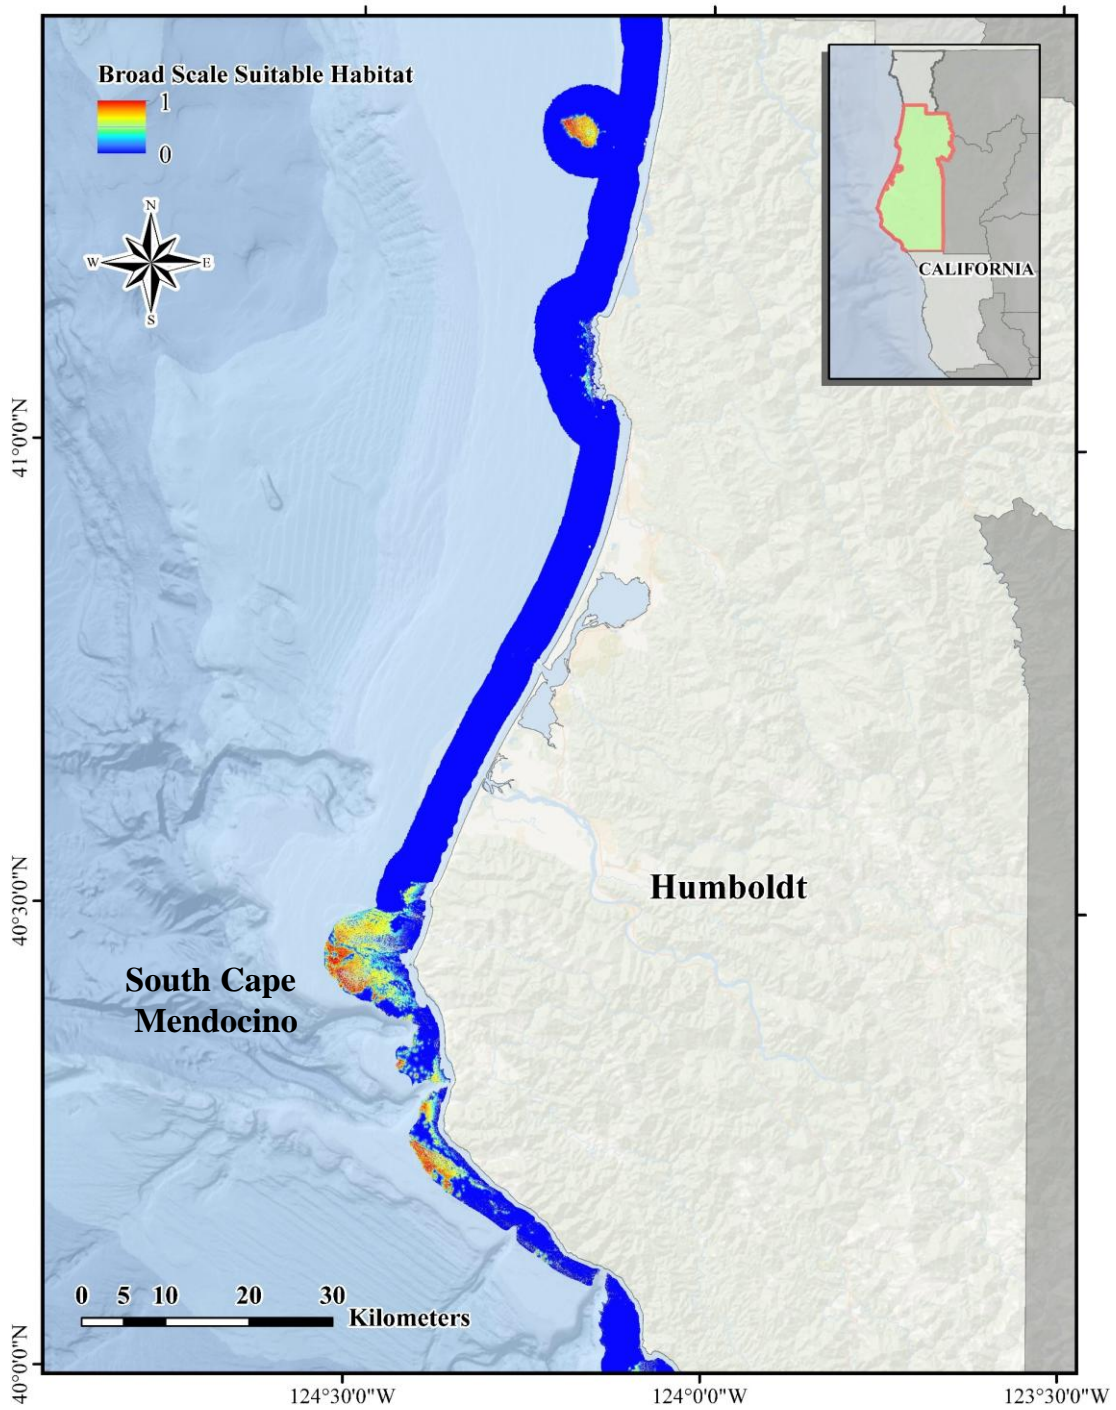 Broad Scale Suitable Habitat
1
0
N
W
E
S
CALIFORNIA
41°0'0"N
40°30'0"N
Humboldt
South Cape
Mendocino
0 5 10 20 30
Kilometers
40°0'0"N
124°30'0"W
124°0'0"W
123°30'0"W